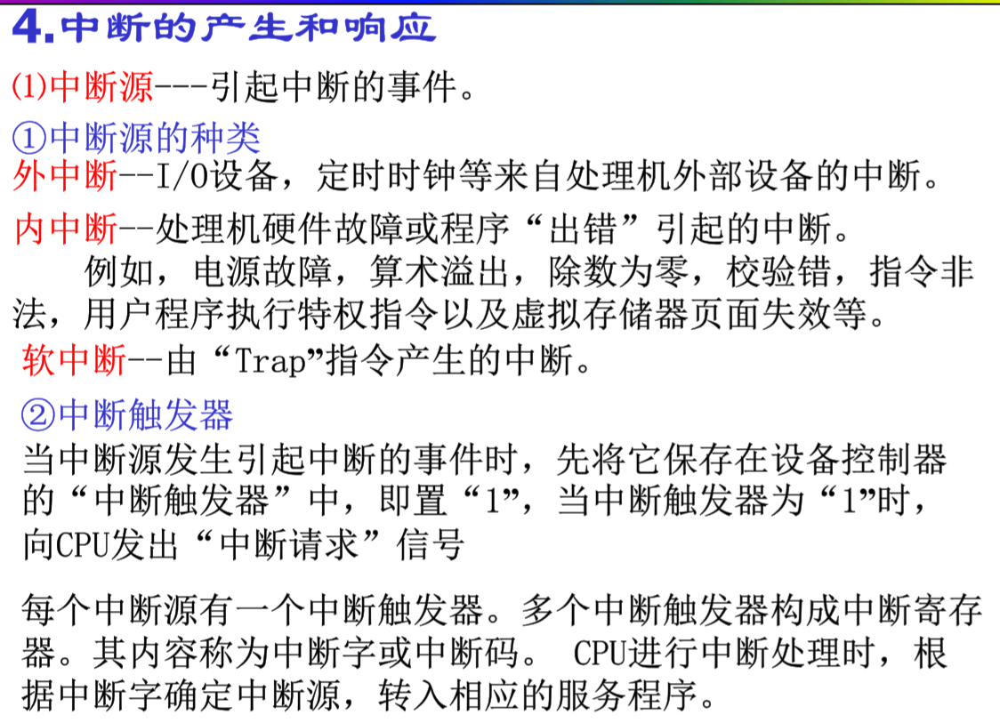 4.中断的产生和响应
⑴中断源---引起中断的事件。
①中断源的种类
外中断--I/O设备，定时时钟等来自处理机外部设备的中断。
内中断--处理机硬件故障或程序“出错”引起的中断。
例如，电源故障，算术溢出，除数为零，校验错，指令非
法，用户程序执行特权指令以及虚拟存储器页面失效等。
软中断--由“Trap”指令产生的中断。
②中断触发器
当中断源发生引起中断的事件时，先将它保存在设备控制器
的“中断触发器”中，即置“1”，当中断触发器为“1”时，
向CPU发出“中断请求”信号
每个中断源有一个中断触发器。多个中断触发器构成中断寄存
器。其内容称为中断字或中断码。 CPU进行中断处理时，根
据中断字确定中断源，转入相应的服务程序。